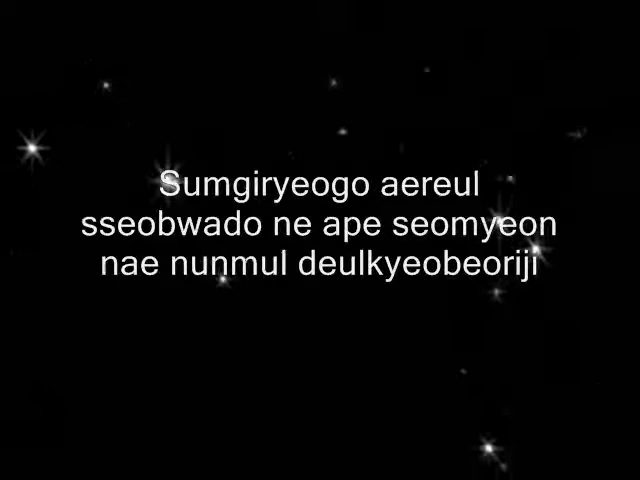 Sumgiryeogo aereul
sseobwado ne ape seomyeon
nae nunmul deulkyeobeoriji